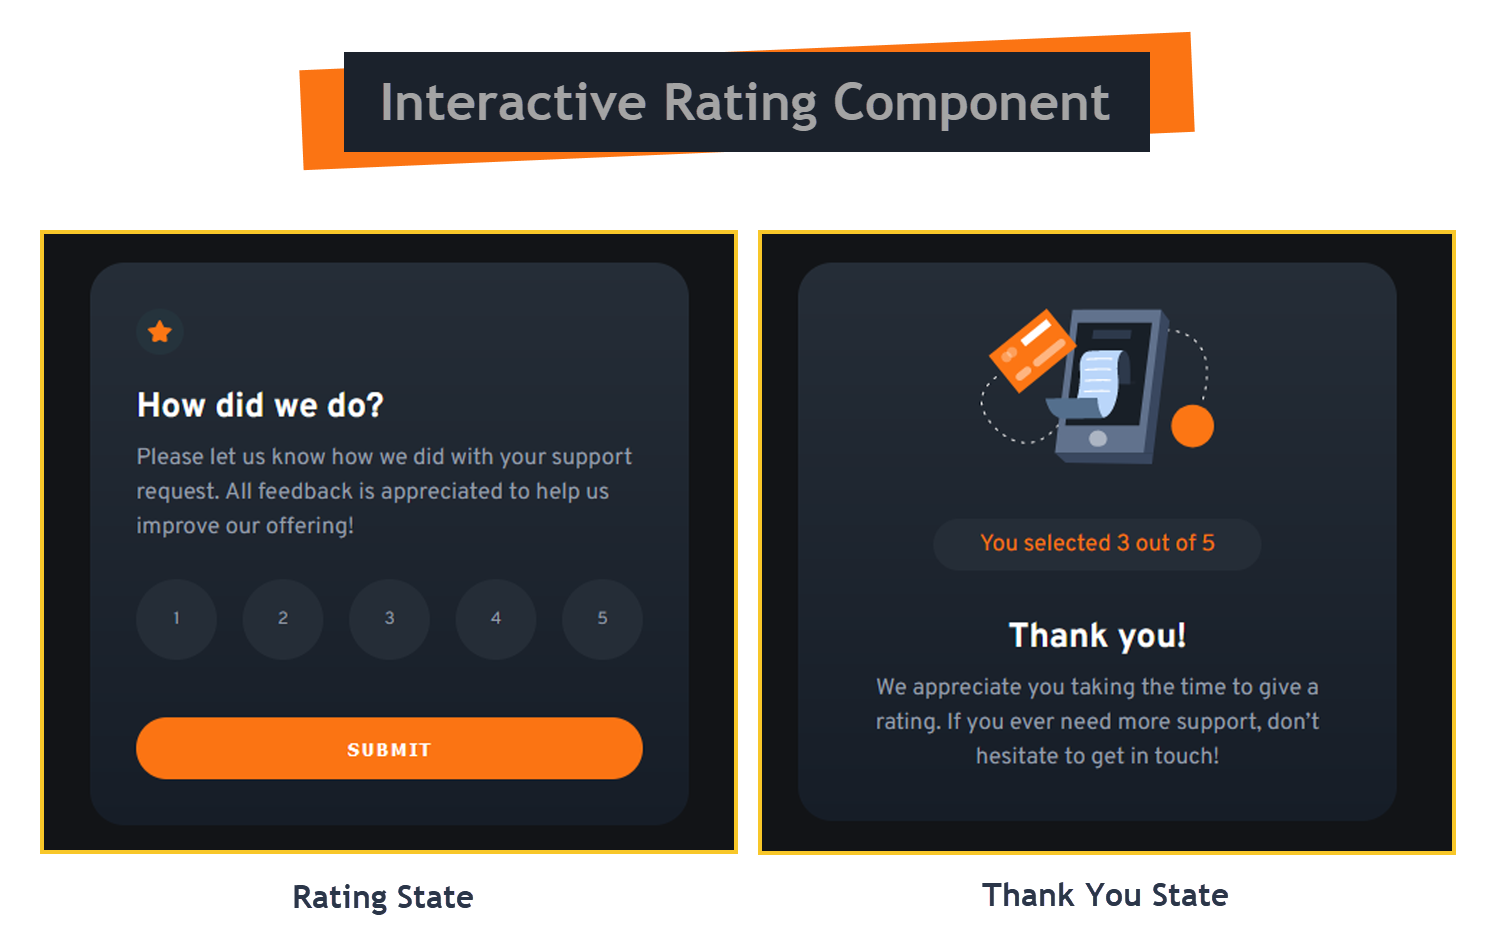 Interactive Rating Component
How did we do?
Please let us know how we did with your support
request. All feedback is appreciated to help us
improve our offering!
1 2 3 4 5
SUBMIT
Rating State
You selected 3 out of 5
Thank you!
We appreciate you taking the time to give a
rating. If you ever need more support, don’t
hesitate to get in touch!
Thank You State